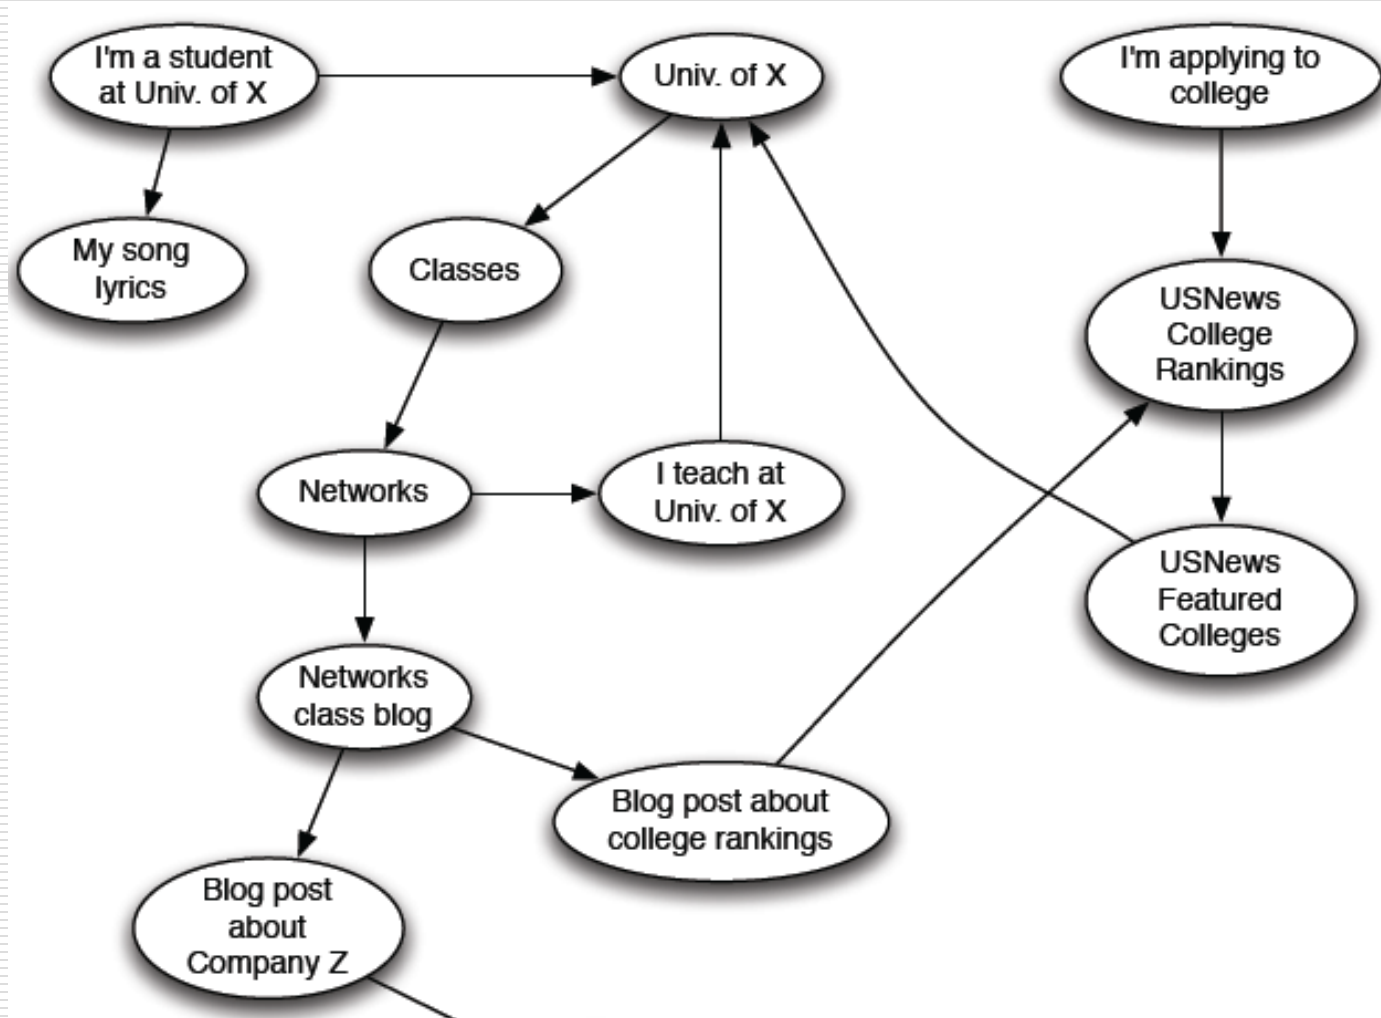 I'm a student
at Univ. of X
Univ. of X
I'm applying to
college
My song
lyrics
Classes
USNews
College
Rankings
Networks
I teach at
Univ. of X
USNews
Featured
Colleges
Networks
class blog
Blog post about
college rankings
Blog post
about
Company Z